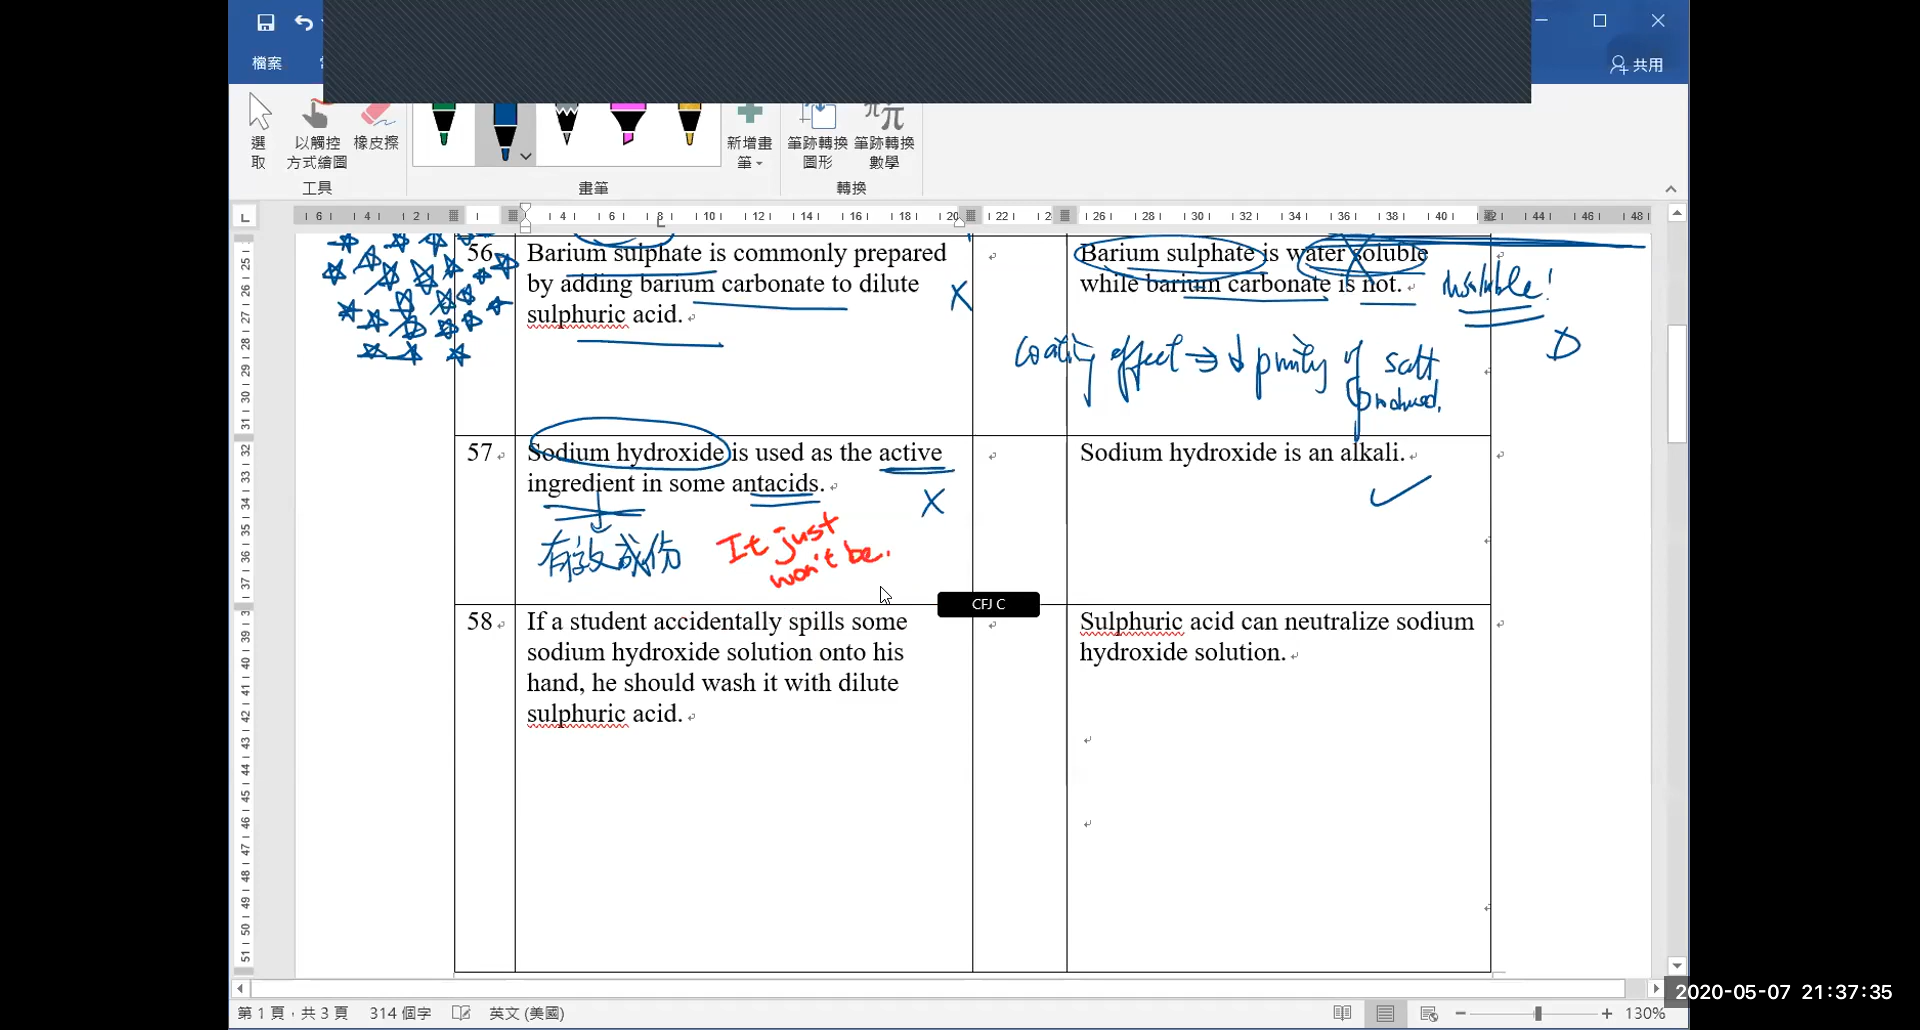 檔案
共用
選取
以觸控方式繪圖
橡皮擦
新增畫筆
筆跡轉換圖形
筆跡轉換數學
工具
畫筆
轉換
56 Barium sulphate is commonly prepared
by adding barium carbonate to dilute
sulphuric acid.
X
Barium sulphate is water soluble
while barium carbonate is not.
insoluble!
D
coating effect → ↓ purity of salt
produced.
57 Sodium hydroxide is used as the active
ingredient in some antacids.
X
有效成份
It just
won't be.
Sodium hydroxide is an alkali.
CFJ C
58 If a student accidentally spills some
sodium hydroxide solution onto his
hand, he should wash it with dilute
sulphuric acid.
Sulphuric acid can neutralize sodium
hydroxide solution.
第 1 頁，共 3 頁 314 個字 英文 (美國) 130%
2020-05-07 21:37:35